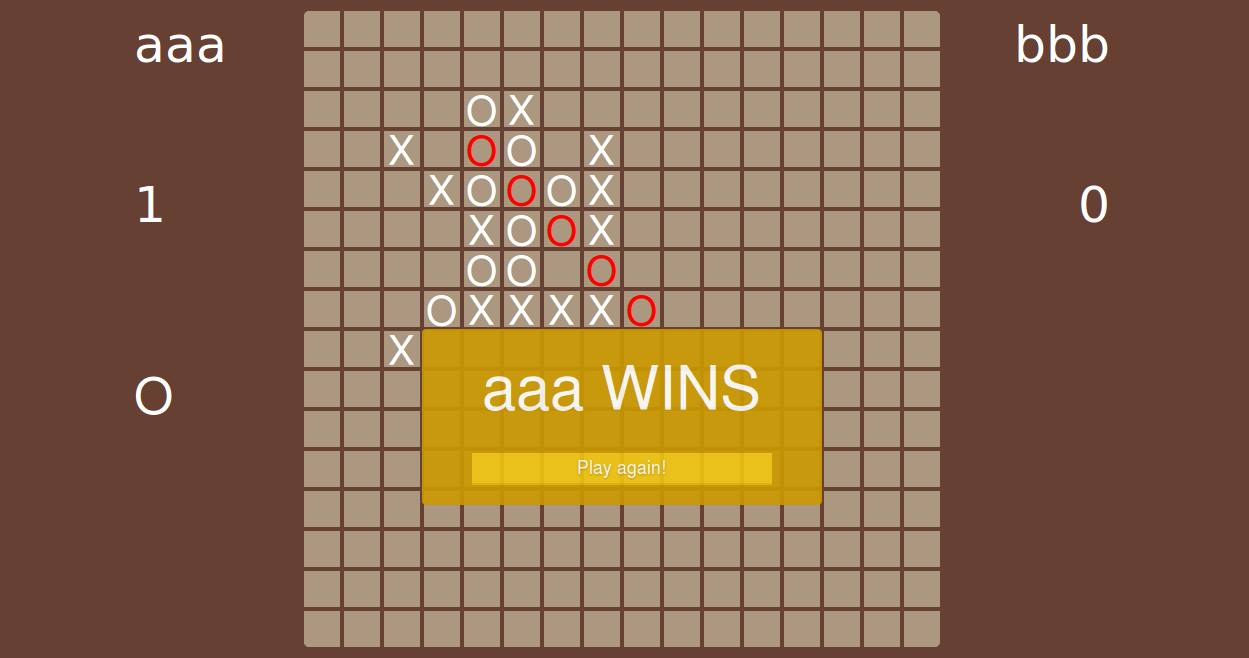 aaa
bbb
O X
X O O X
X O O O X
1
0
X O O X
O O O
O X X X X O
X
aaa WINS
O
Play again!